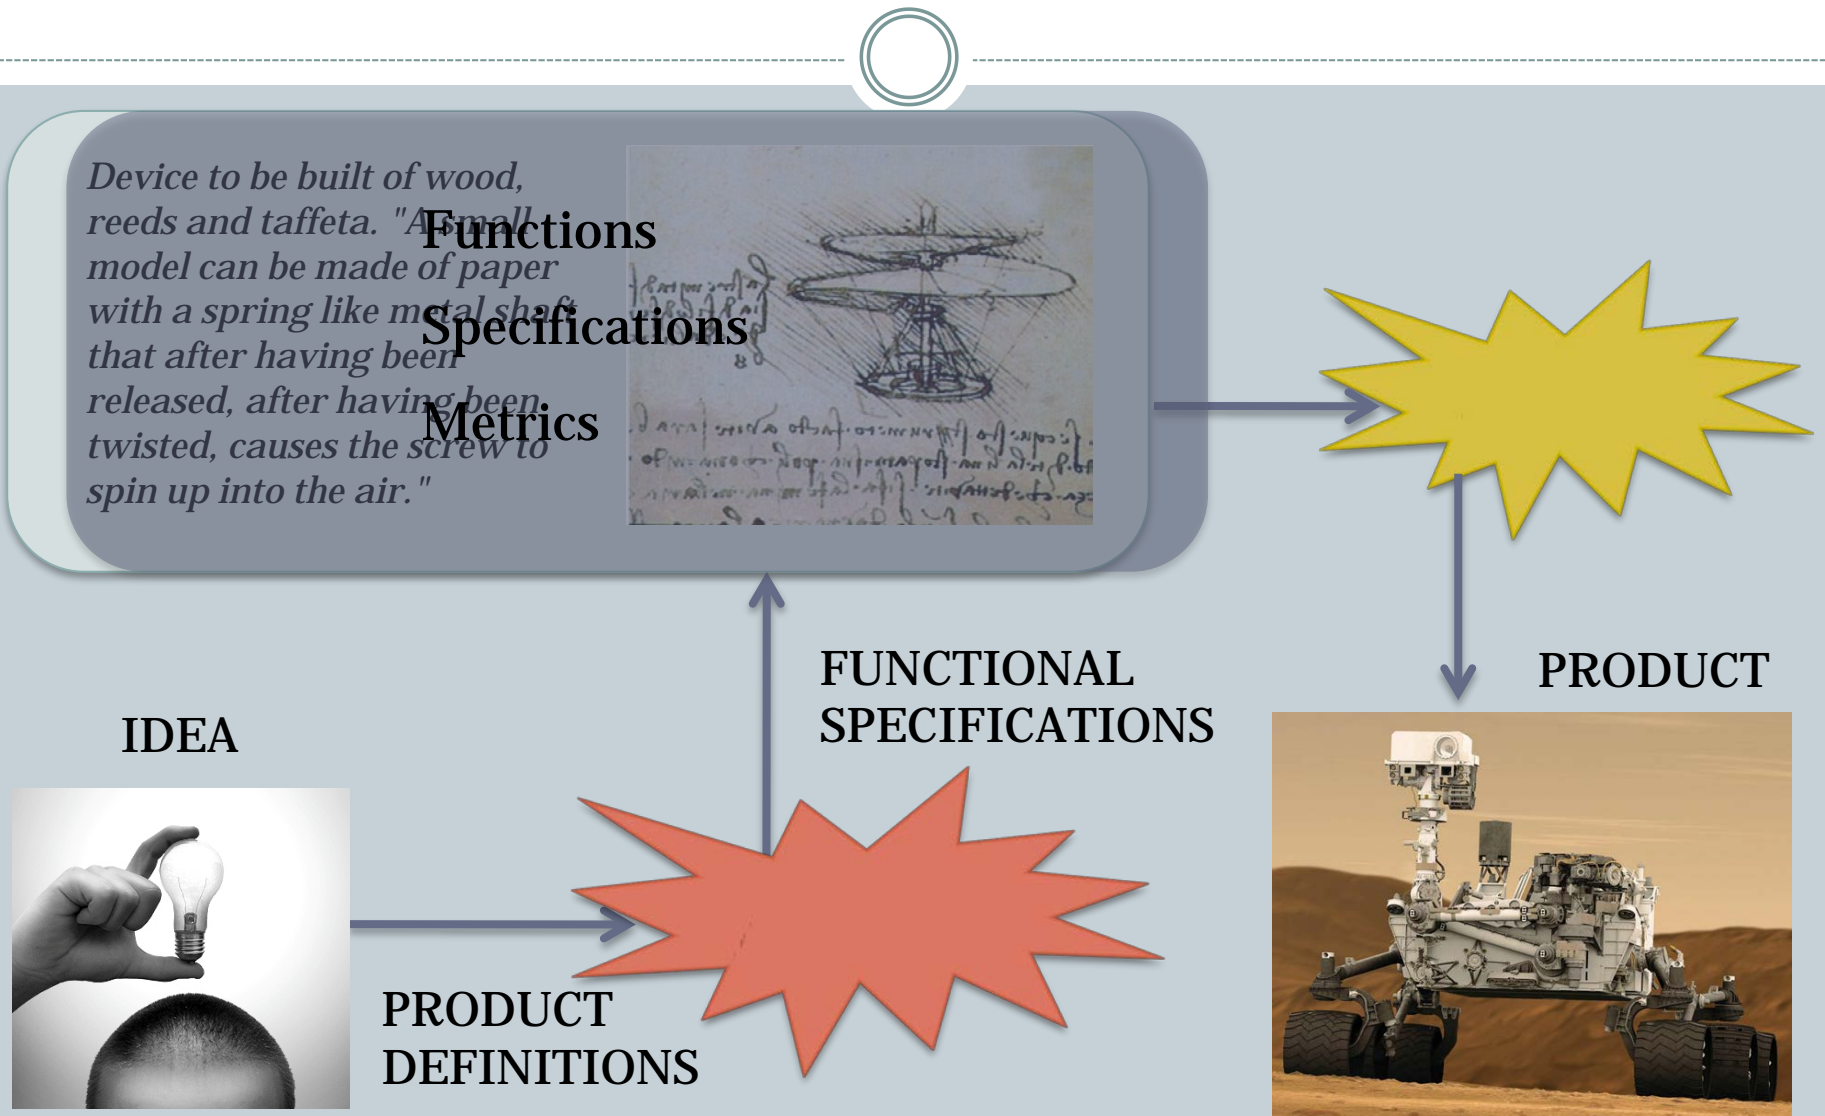 Device to be built of wood,
reeds and taffeta. "A small
model can be made of paper
with a spring like metal shaft
that after having been
released, after having been
twisted, causes the screw to
spin up into the air."
Functions
Specifications
Metrics
FUNCTIONAL
SPECIFICATIONS
PRODUCT
IDEA
PRODUCT
DEFINITIONS